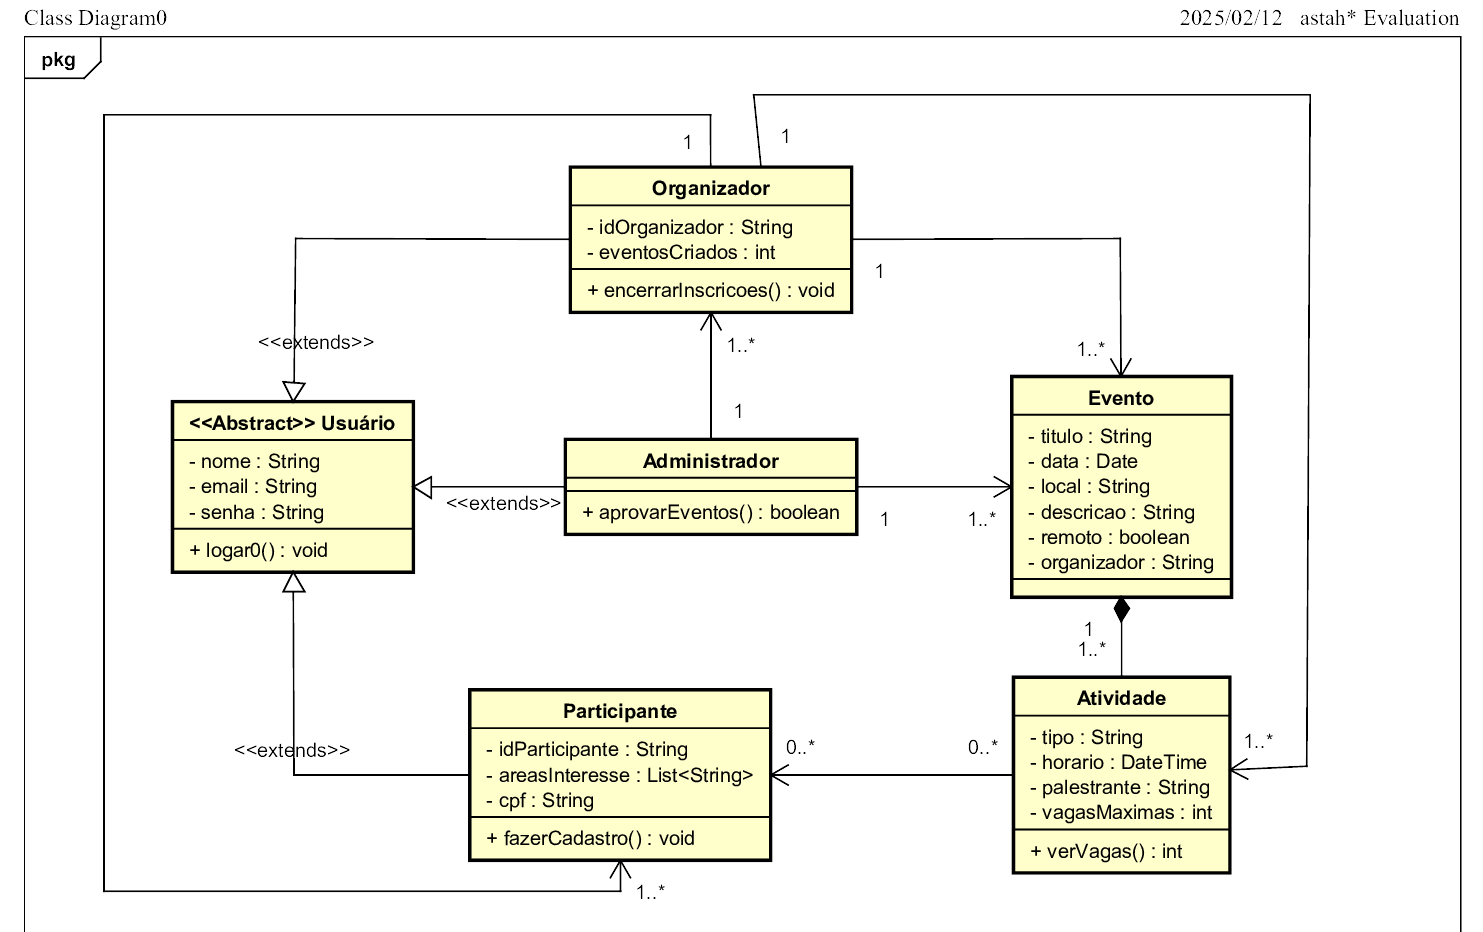 Class Diagram0
2025/02/12 astah* Evaluation
pkg
1
1
Organizador
- idOrganizador : String
- eventosCriados : int
+ encerrarInscricoes() : void
1
<<extends>>
1..*
1..*
1
<<Abstract>> Usuário
- nome : String
- email : String
- senha : String
+ logar0() : void
Administrador
+ aprovarEventos() : boolean
<<extends>>
1
1..*
Evento
- titulo : String
- data : Date
- local : String
- descricao : String
- remoto : boolean
- organizador : String
1
1..*
Participante
- idParticipante : String
- areasInteresse : List<String>
- cpf : String
+ fazerCadastro() : void
<<extends>>
0..*
0..*
Atividade
- tipo : String
- horario : DateTime
- palestrante : String
- vagasMaximas : int
+ verVagas() : int
1..*
1..*